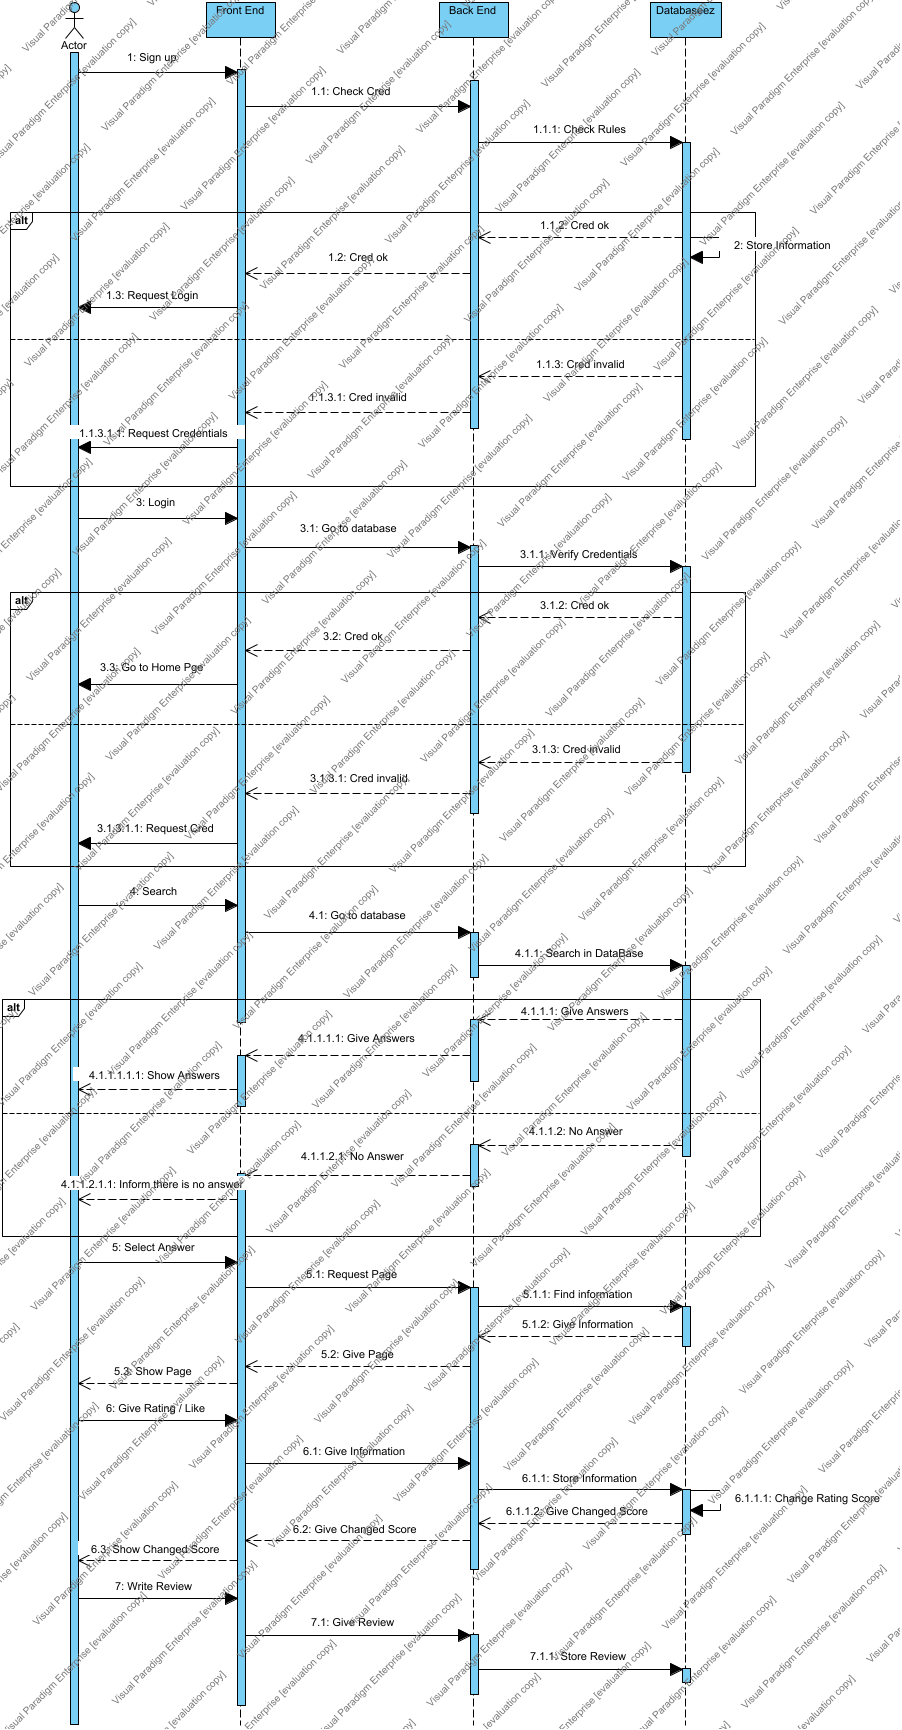 Actor
Front End
Back End
Databaseez
1: Sign up
1.1: Check Cred
1.1.1: Check Rules
alt
1.1.2: Cred ok
2: Store Information
1.2: Cred ok
1.3: Request Login
1.1.3: Cred invalid
1.1.3.1: Cred invalid
1.1.3.1.1: Request Credentials
3: Login
3.1: Go to database
3.1.1: Verify Credentials
alt
3.1.2: Cred ok
3.2: Cred ok
3.3: Go to Home Pge
3.1.3: Cred invalid
3.1.3.1: Cred invalid
3.1.3.1.1: Request Cred
4: Search
4.1: Go to database
4.1.1: Search in DataBase
alt
4.1.1.1: Give Answers
4.1.1.1.1: Give Answers
4.1.1.1.1.1: Show Answers
4.1.1.2: No Answer
4.1.1.2.1: No Answer
4.1.1.2.1.1: Inform there is no answer
5: Select Answer
5.1: Request Page
5.1.1: Find information
5.1.2: Give Information
5.2: Give Page
5.3: Show Page
6: Give Rating / Like
6.1: Give Information
6.1.1: Store Information
6.1.1.1: Change Rating Score
6.1.1.2: Give Changed Score
6.2: Give Changed Score
6.3: Show Changed Score
7: Write Review
7.1: Give Review
7.1.1: Store Review
Visual Paradigm Enterprise [evaluation copy]